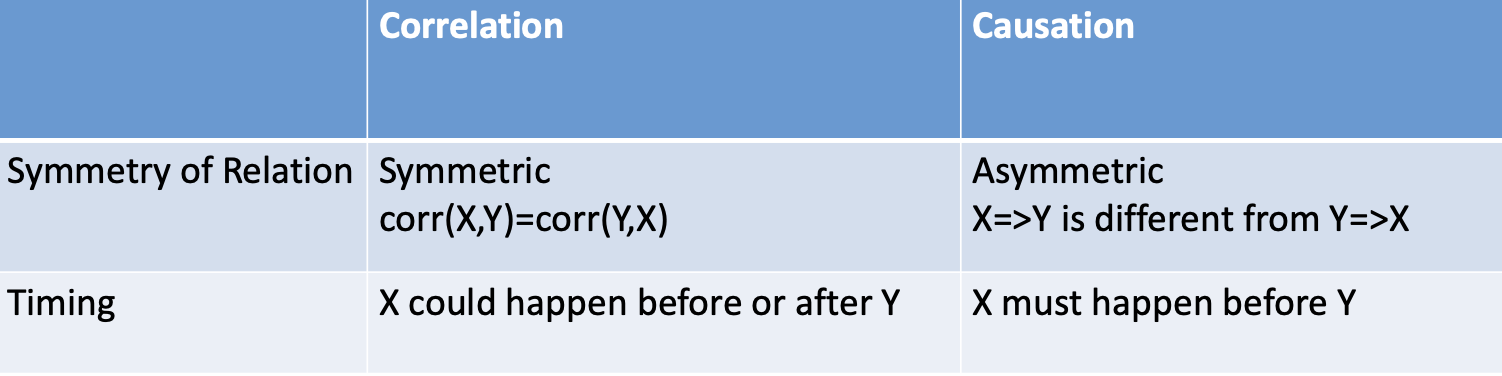 Correlation
Causation
Symmetry of Relation
Symmetric
corr(X,Y)=corr(Y,X)
Asymmetric
X=>Y is different from Y=>X
Timing
X could happen before or after Y
X must happen before Y